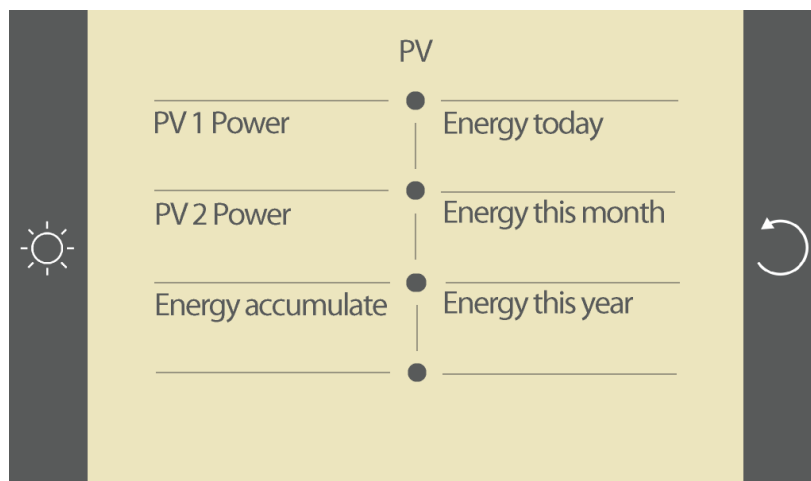 PV
PV 1 Power
Energy today
PV 2 Power
Energy this month
Energy accumulate
Energy this year